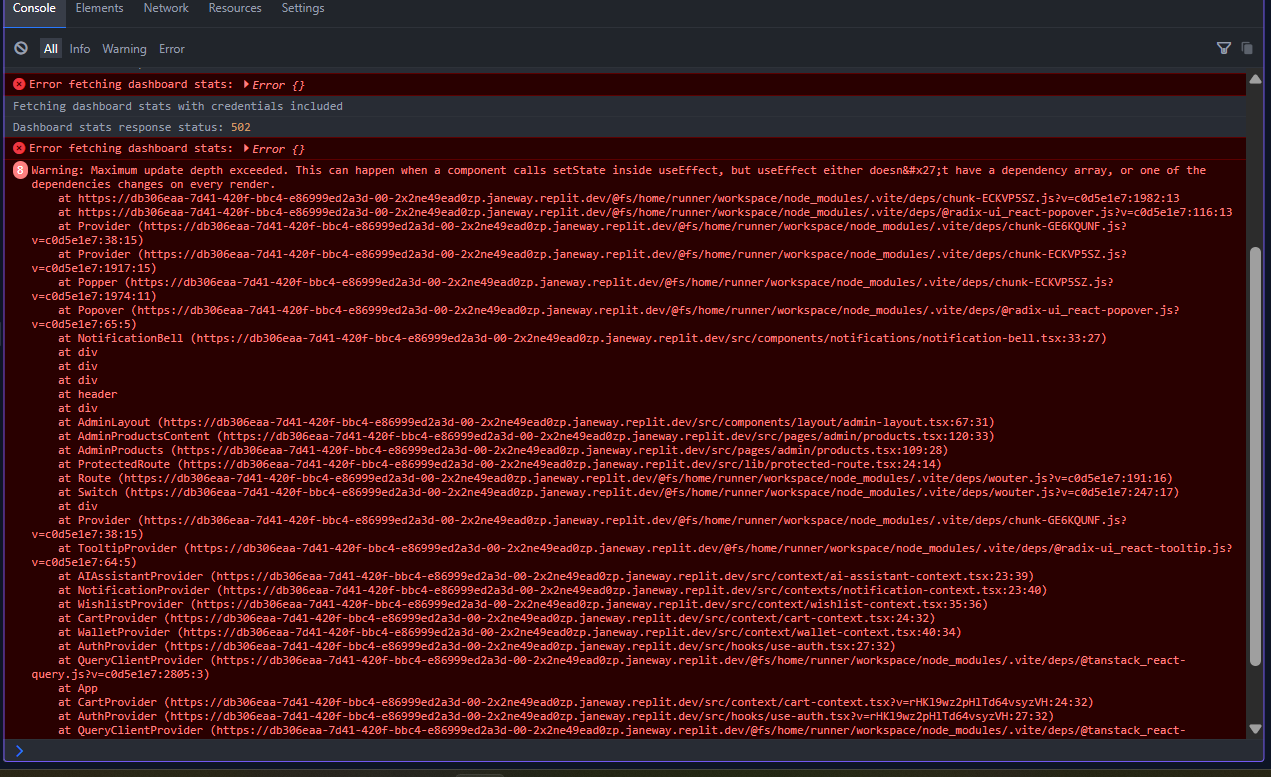 Console Elements Network Resources Settings
All Info Warning Error
Error fetching dashboard stats: Error {}
Fetching dashboard stats with credentials included
Dashboard stats response status: 502
Error fetching dashboard stats: Error {}
8 Warning: Maximum update depth exceeded. This can happen when a component calls setState inside useEffect, but useEffect either doesn&#x27;t have a dependency array, or one of the
dependencies changes on every render.
at https://db306eaa-7d41-420f-bbc4-e86999ed2a3d-00-2x2ne49ead0zp.janeway.replit.dev/@fs/home/runner/workspace/node_modules/.vite/deps/chunk-ECKVP5SZ.js?v=c0d5e1e7:1982:13
at https://db306eaa-7d41-420f-bbc4-e86999ed2a3d-00-2x2ne49ead0zp.janeway.replit.dev/@fs/home/runner/workspace/node_modules/.vite/deps/@radix-ui_react-popover.js?v=c0d5e1e7:116:13
at Provider (https://db306eaa-7d41-420f-bbc4-e86999ed2a3d-00-2x2ne49ead0zp.janeway.replit.dev/@fs/home/runner/workspace/node_modules/.vite/deps/chunk-GE6KQUNF.js?
v=c0d5e1e7:38:15)
at Provider (https://db306eaa-7d41-420f-bbc4-e86999ed2a3d-00-2x2ne49ead0zp.janeway.replit.dev/@fs/home/runner/workspace/node_modules/.vite/deps/chunk-ECKVP5SZ.js?
v=c0d5e1e7:1917:15)
at Popper (https://db306eaa-7d41-420f-bbc4-e86999ed2a3d-00-2x2ne49ead0zp.janeway.replit.dev/@fs/home/runner/workspace/node_modules/.vite/deps/chunk-ECKVP5SZ.js?
v=c0d5e1e7:1974:11)
at Popover (https://db306eaa-7d41-420f-bbc4-e86999ed2a3d-00-2x2ne49ead0zp.janeway.replit.dev/@fs/home/runner/workspace/node_modules/.vite/deps/@radix-ui_react-popover.js?
v=c0d5e1e7:65:5)
at NotificationBell (https://db306eaa-7d41-420f-bbc4-e86999ed2a3d-00-2x2ne49ead0zp.janeway.replit.dev/src/components/notifications/notification-bell.tsx:33:27)
at div
at div
at div
at header
at div
at AdminLayout (https://db306eaa-7d41-420f-bbc4-e86999ed2a3d-00-2x2ne49ead0zp.janeway.replit.dev/src/components/layout/admin-layout.tsx:67:31)
at AdminProductsContent (https://db306eaa-7d41-420f-bbc4-e86999ed2a3d-00-2x2ne49ead0zp.janeway.replit.dev/src/pages/admin/products.tsx:120:33)
at AdminProducts (https://db306eaa-7d41-420f-bbc4-e86999ed2a3d-00-2x2ne49ead0zp.janeway.replit.dev/src/pages/admin/products.tsx:109:28)
at ProtectedRoute (https://db306eaa-7d41-420f-bbc4-e86999ed2a3d-00-2x2ne49ead0zp.janeway.replit.dev/src/lib/protected-route.tsx:24:14)
at Route (https://db306eaa-7d41-420f-bbc4-e86999ed2a3d-00-2x2ne49ead0zp.janeway.replit.dev/@fs/home/runner/workspace/node_modules/.vite/deps/wouter.js?v=c0d5e1e7:191:16)
at Switch (https://db306eaa-7d41-420f-bbc4-e86999ed2a3d-00-2x2ne49ead0zp.janeway.replit.dev/@fs/home/runner/workspace/node_modules/.vite/deps/wouter.js?v=c0d5e1e7:247:17)
at div
at Provider (https://db306eaa-7d41-420f-bbc4-e86999ed2a3d-00-2x2ne49ead0zp.janeway.replit.dev/@fs/home/runner/workspace/node_modules/.vite/deps/chunk-GE6KQUNF.js?
v=c0d5e1e7:38:15)
at TooltipProvider (https://db306eaa-7d41-420f-bbc4-e86999ed2a3d-00-2x2ne49ead0zp.janeway.replit.dev/@fs/home/runner/workspace/node_modules/.vite/deps/@radix-ui_react-tooltip.js?
v=c0d5e1e7:64:5)
at AIAssistantProvider (https://db306eaa-7d41-420f-bbc4-e86999ed2a3d-00-2x2ne49ead0zp.janeway.replit.dev/src/context/ai-assistant-context.tsx:23:39)
at NotificationProvider (https://db306eaa-7d41-420f-bbc4-e86999ed2a3d-00-2x2ne49ead0zp.janeway.replit.dev/src/contexts/notification-context.tsx:23:40)
at WishlistProvider (https://db306eaa-7d41-420f-bbc4-e86999ed2a3d-00-2x2ne49ead0zp.janeway.replit.dev/src/context/wishlist-context.tsx:35:36)
at CartProvider (https://db306eaa-7d41-420f-bbc4-e86999ed2a3d-00-2x2ne49ead0zp.janeway.replit.dev/src/context/cart-context.tsx:24:32)
at WalletProvider (https://db306eaa-7d41-420f-bbc4-e86999ed2a3d-00-2x2ne49ead0zp.janeway.replit.dev/src/context/wallet-context.tsx:40:34)
at AuthProvider (https://db306eaa-7d41-420f-bbc4-e86999ed2a3d-00-2x2ne49ead0zp.janeway.replit.dev/src/hooks/use-auth.tsx:27:32)
at QueryClientProvider (https://db306eaa-7d41-420f-bbc4-e86999ed2a3d-00-2x2ne49ead0zp.janeway.replit.dev/@fs/home/runner/workspace/node_modules/.vite/deps/@tanstack_react-
query.js?v=c0d5e1e7:2805:3)
at App
at CartProvider (https://db306eaa-7d41-420f-bbc4-e86999ed2a3d-00-2x2ne49ead0zp.janeway.replit.dev/src/context/cart-context.tsx?v=rHKl9wz2pHlTd64vsyzVH:24:32)
at AuthProvider (https://db306eaa-7d41-420f-bbc4-e86999ed2a3d-00-2x2ne49ead0zp.janeway.replit.dev/src/hooks/use-auth.tsx?v=rHKl9wz2pHlTd64vsyzVH:27:32)
at QueryClientProvider (https://db306eaa-7d41-420f-bbc4-e86999ed2a3d-00-2x2ne49ead0zp.janeway.replit.dev/@fs/home/runner/workspace/node_modules/.vite/deps/@tanstack_react-